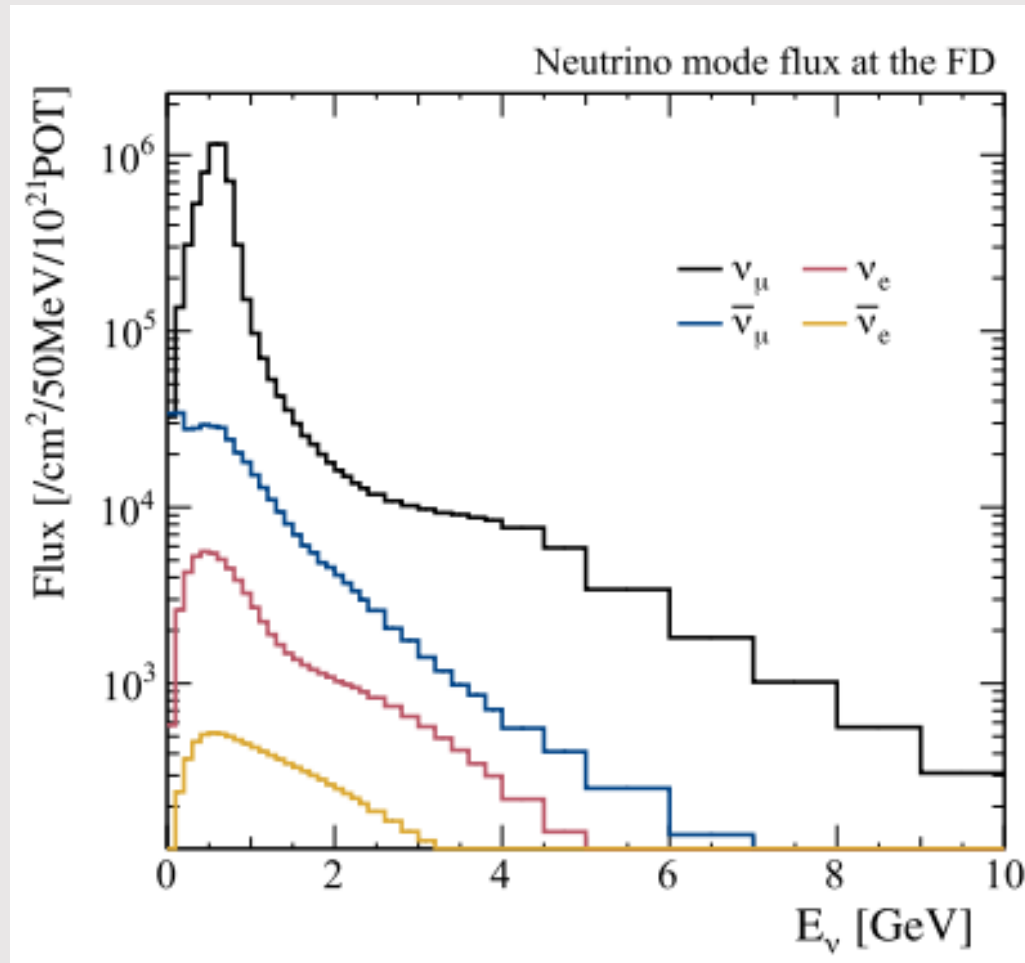 Neutrino mode flux at the FD
Flux [/cm²/50MeV/10²¹POT]
10⁶
10⁵
10⁴
10³
ν_μ ν_e
ν̄_μ ν̄_e
0 2 4 6 8 10
E_ν [GeV]